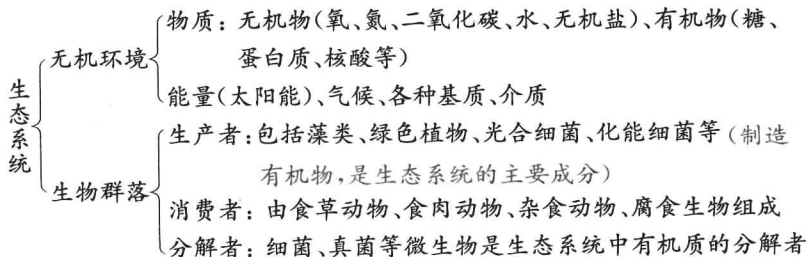 物质：无机物(氧、氮、二氧化碳、水、无机盐)、有机物(糖、
蛋白质、核酸等)
无机环境
能量(太阳能)、气候、各种基质、介质
生态系统
生产者：包括藻类、绿色植物、光合细菌、化能细菌等(制造
有机物，是生态系统的主要成分)
生物群落
消费者：由食草动物、食肉动物、杂食动物、腐食生物组成
分解者：细菌、真菌等微生物是生态系统中有机质的分解者